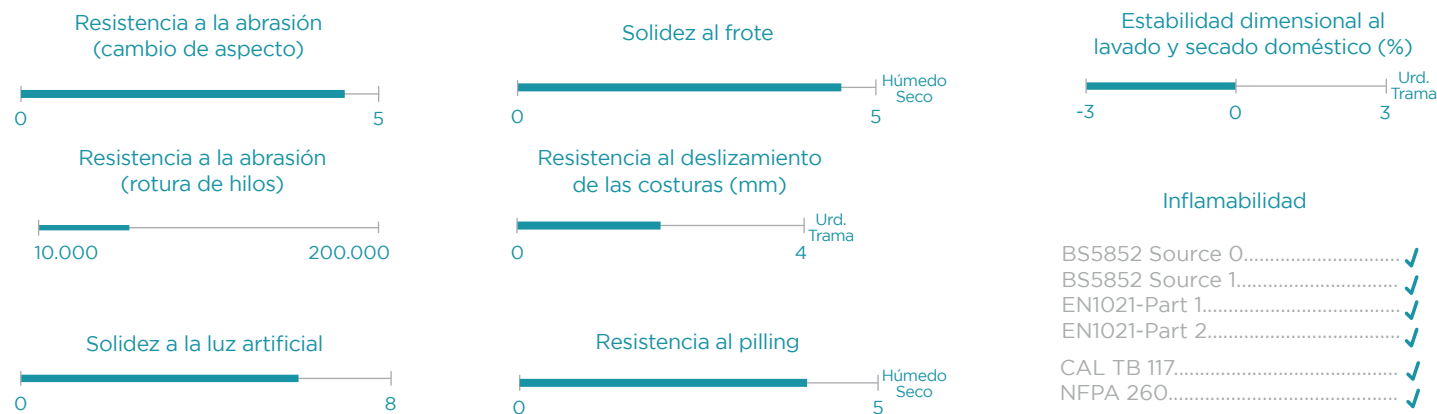 Resistencia a la abrasión
(cambio de aspecto)
0
5
Resistencia a la abrasión
(rotura de hilos)
10.000
200.000
Solidez a la luz artificial
0
8
Solidez al frote
Húmedo
Seco
0
5
Resistencia al deslizamiento
de las costuras (mm)
Urd.
Trama
0
4
Resistencia al pilling
Húmedo
Seco
0
5
Estabilidad dimensional al
lavado y secado doméstico (%)
Urd.
Trama
-3
0
3
Inflamabilidad
BS5852 Source 0
BS5852 Source 1
EN1021-Part 1
EN1021-Part 2
CAL TB 117
NFPA 260